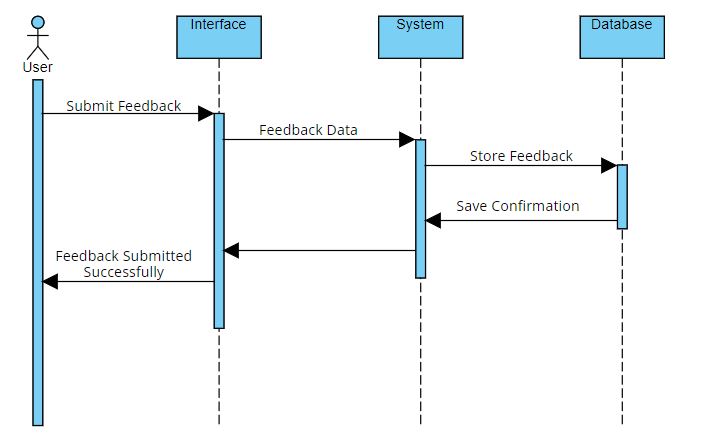 Interface
System
Database
User
Submit Feedback
Feedback Data
Store Feedback
Save Confirmation
Feedback Submitted
Successfully